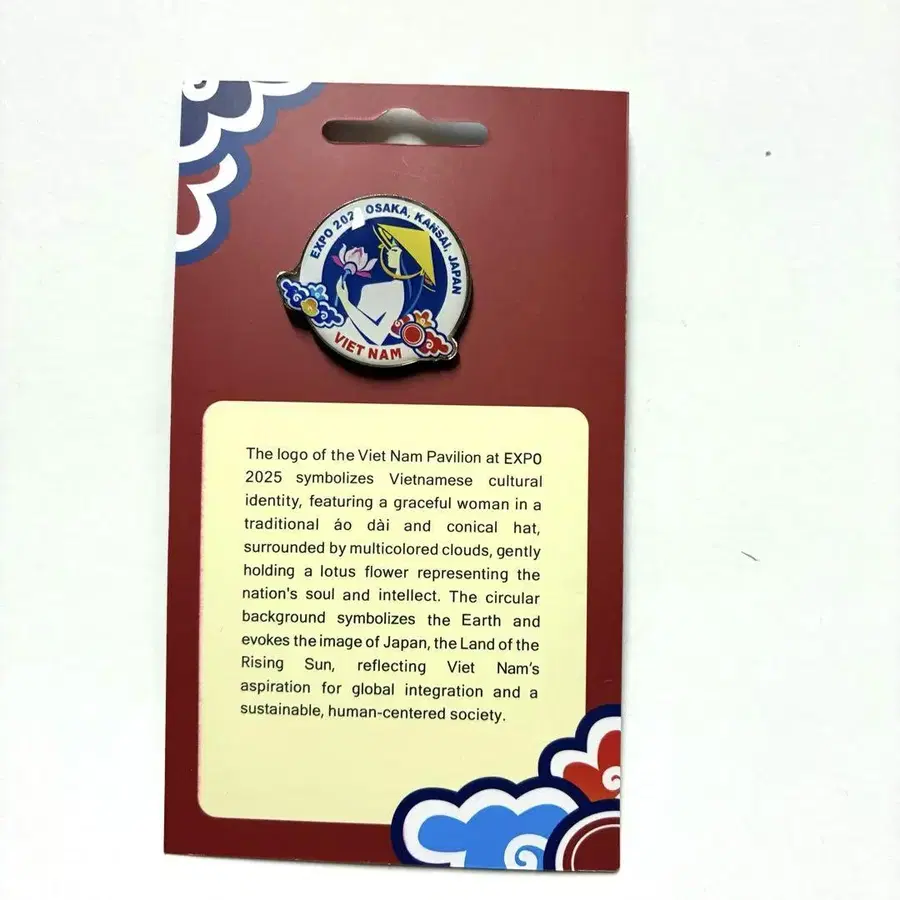 EXPO 202 OSAKA, KANSAI, JAPAN
VIET NAM
The logo of the Viet Nam Pavilion at EXPO
2025 symbolizes Vietnamese cultural
identity, featuring a graceful woman in a
traditional áo dài and conical hat,
surrounded by multicolored clouds, gently
holding a lotus flower representing the
nation's soul and intellect. The circular
background symbolizes the Earth and
evokes the image of Japan, the Land of the
Rising Sun, reflecting Viet Nam's
aspiration for global integration and a
sustainable, human-centered society.